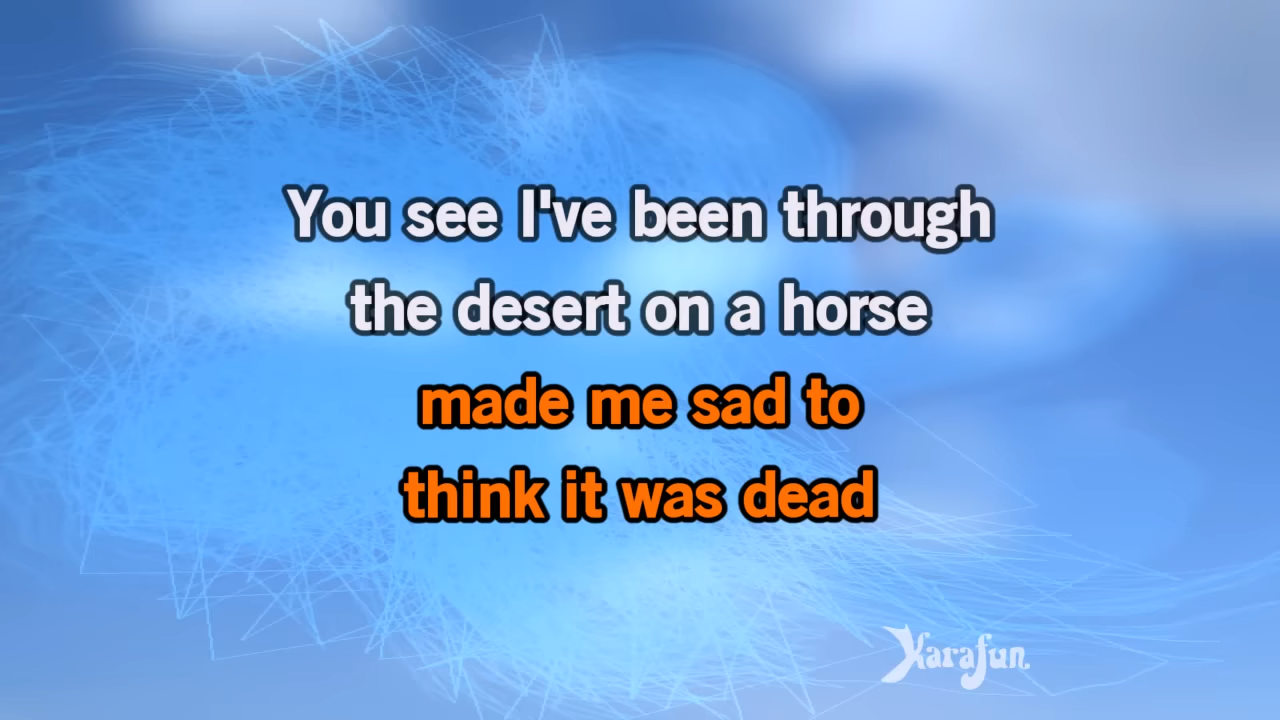 You see I've been through
the desert on a horse
made me sad to
think it was dead
Karafun